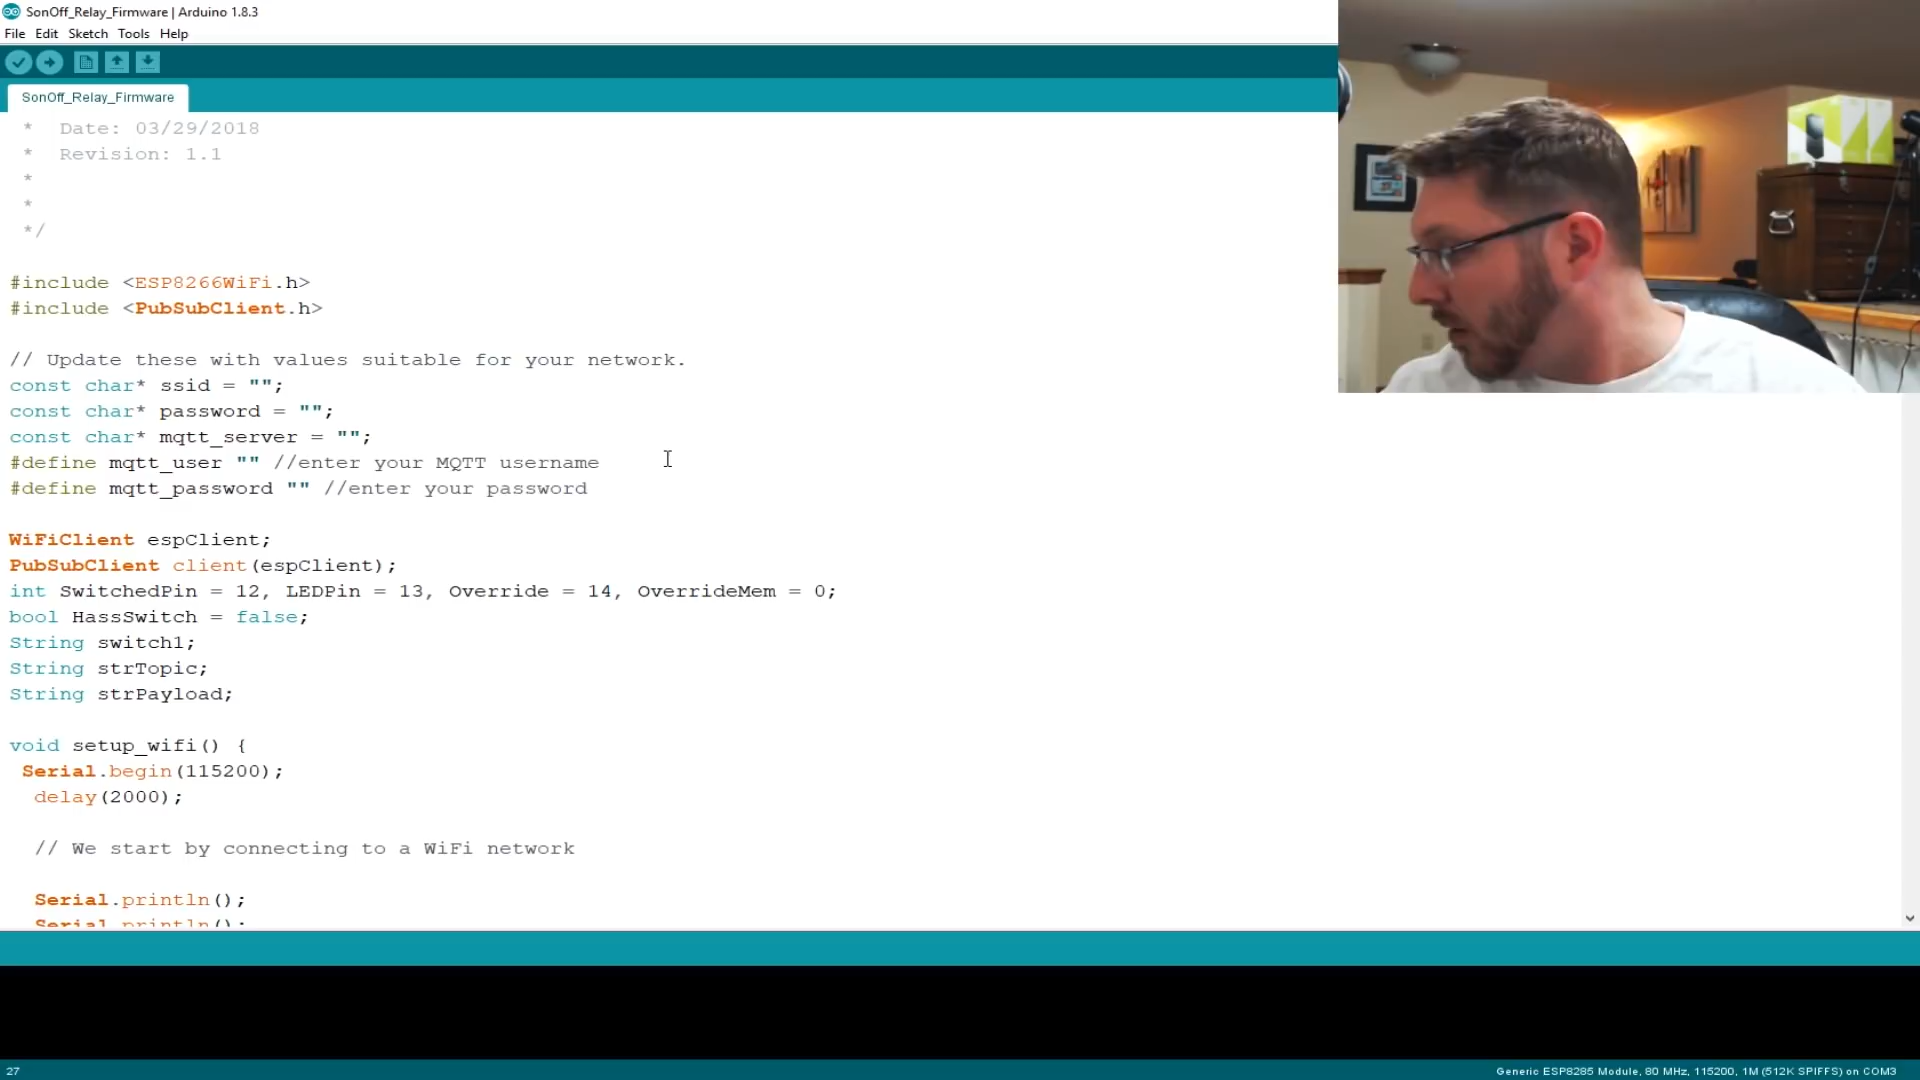 SonOff_Relay_Firmware | Arduino 1.8.3
File Edit Sketch Tools Help
SonOff_Relay_Firmware
* Date: 03/29/2018
* Revision: 1.1
*
*
*/
#include <ESP8266WiFi.h>
#include <PubSubClient.h>
// Update these with values suitable for your network.
const char* ssid = "";
const char* password = "";
const char* mqtt_server = "";
#define mqtt_user "" //enter your MQTT username
#define mqtt_password "" //enter your password
WiFiClient espClient;
PubSubClient client(espClient);
int SwitchedPin = 12, LEDPin = 13, Override = 14, OverrideMem = 0;
bool HassSwitch = false;
String switch1;
String strTopic;
String strPayload;
void setup_wifi() {
Serial.begin(115200);
delay(2000);
// We start by connecting to a WiFi network
Serial.println();
Serial.println();
27
Generic ESP8285 Module, 80 MHz, 115200, 1M (512K SPIFFS) on COM3